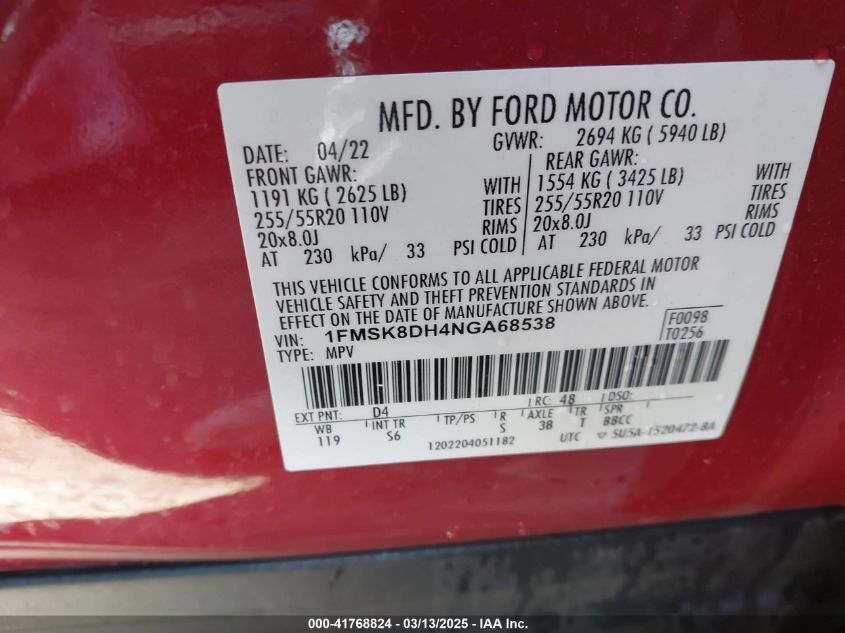 MFD. BY FORD MOTOR CO.
DATE: 04/22 GVWR: 2694 KG ( 5940 LB)
FRONT GAWR: REAR GAWR:
1191 KG ( 2625 LB) WITH 1554 KG ( 3425 LB) WITH
255/55R20 110V TIRES 255/55R20 110V TIRES
20x8.0J RIMS 20x8.0J RIMS
AT 230 kPa/ 33 PSI COLD AT 230 kPa/ 33 PSI COLD
THIS VEHICLE CONFORMS TO ALL APPLICABLE FEDERAL MOTOR
VEHICLE SAFETY AND THEFT PREVENTION STANDARDS IN
EFFECT ON THE DATE OF MANUFACTURE SHOWN ABOVE.
VIN: 1FMSK8DH4NGA68538 F0098
TYPE: MPV T0256
EXT PNT: D4 RC: 48 DSO:
WB INT TR TP/PS R AXLE TR SPR
119 S6 S 3B T BBCC
1202204051182 UTC ▽ 5U5A-1520472-BA
000-41768824 — 03/13/2025 — IAA Inc.